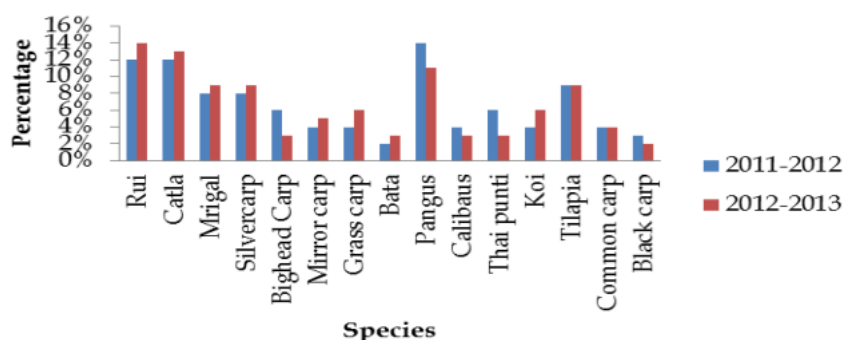 16%
14%
12%
10%
8%
6%
4%
2%
0%
Percentage
Rui
Catla
Mrigal
Silvercarp
Bighead Carp
Mirror carp
Grass carp
Bata
Pangus
Calibaus
Thai punti
Koi
Tilapia
Common carp
Black carp
Species
2011-2012
2012-2013